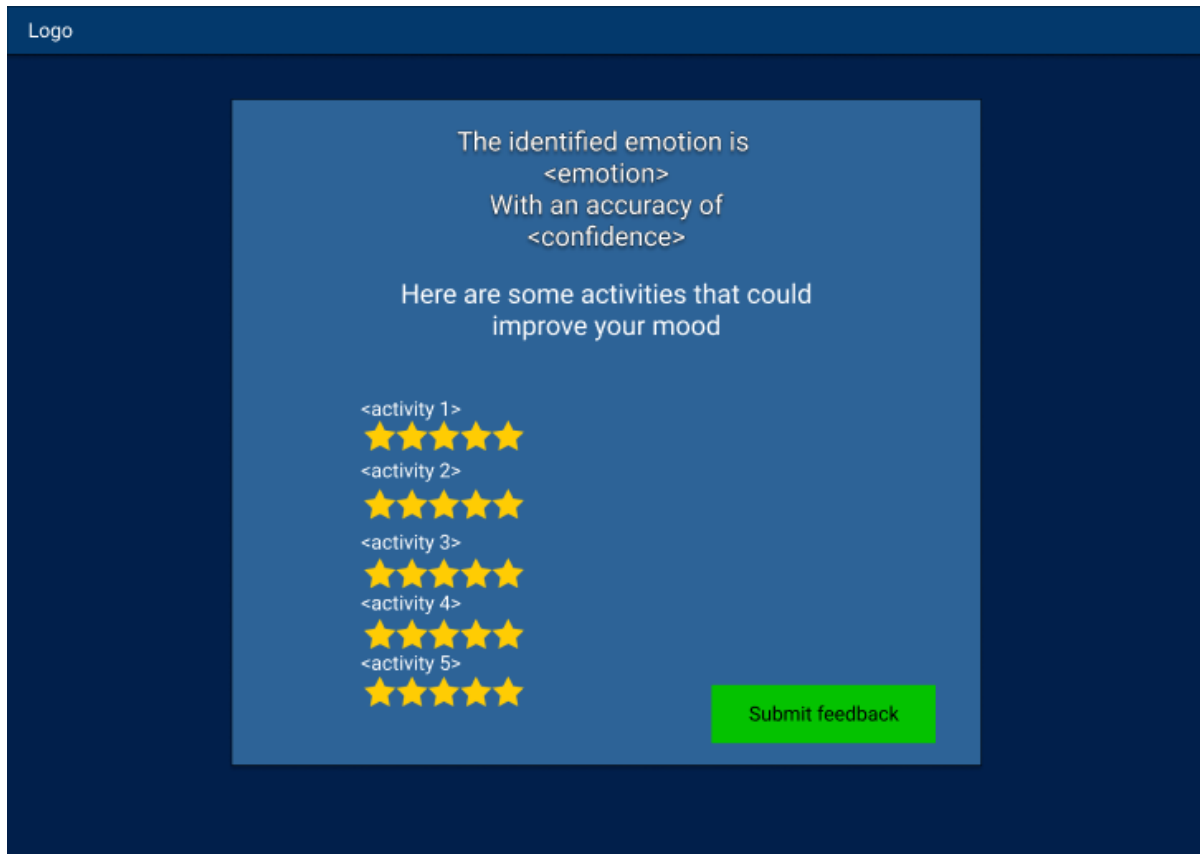 Logo
The identified emotion is
<emotion>
With an accuracy of
<confidence>
Here are some activities that could
improve your mood
<activity 1>
<activity 2>
<activity 3>
<activity 4>
<activity 5>
Submit feedback